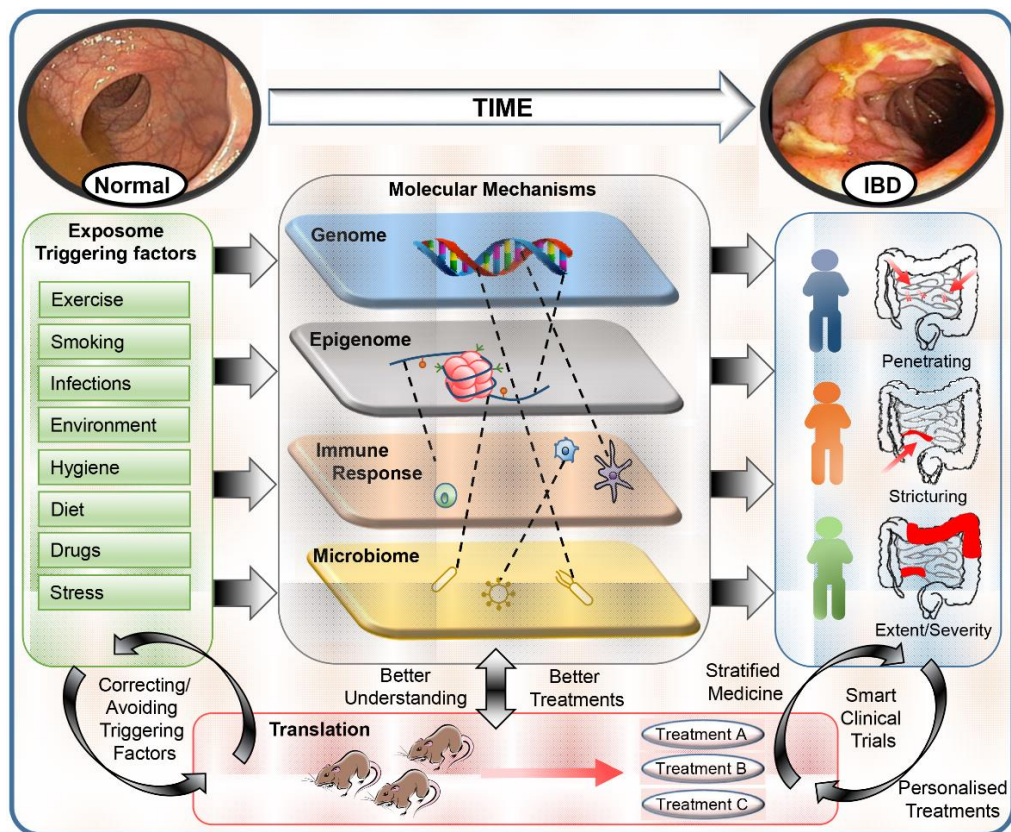 TIME
Normal
IBD
Exposome
Triggering factors
Exercise
Smoking
Infections
Environment
Hygiene
Diet
Drugs
Stress
Molecular Mechanisms
Genome
Epigenome
Immune
Response
Microbiome
Penetrating
Stricturing
Extent/Severity
Correcting/
Avoiding
Triggering
Factors
Better
Understanding
Better
Treatments
Stratified
Medicine
Smart
Clinical
Trials
Personalised
Treatments
Translation
Treatment A
Treatment B
Treatment C